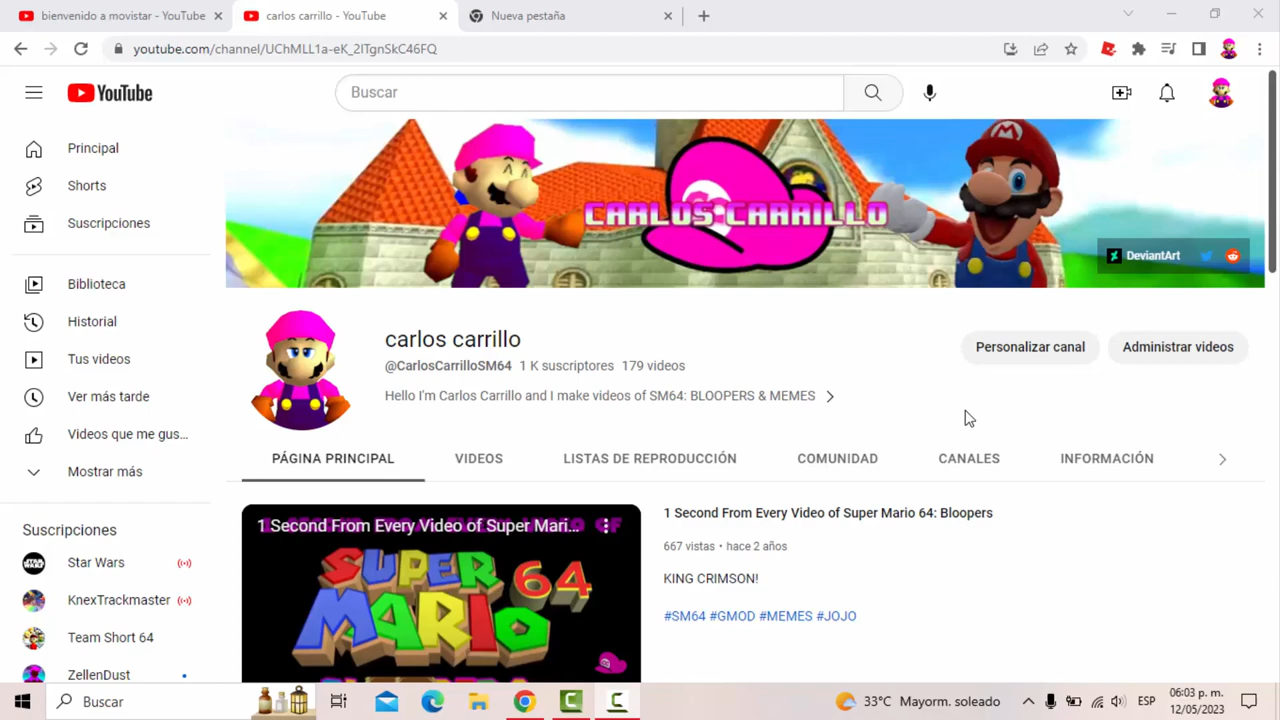 bienvenido a movistar - YouTube
carlos carrillo - YouTube
Nueva pestaña
youtube.com/channel/UChMLL1a-eK_2lTgnSkC46FQ
YouTube
Buscar
Principal
Shorts
Suscripciones
Biblioteca
Historial
Tus videos
Ver más tarde
Videos que me gus...
Mostrar más
Suscripciones
Star Wars
KnexTrackmaster
Team Short 64
ZellenDust
CARLOS CARRILLO
DeviantArt
carlos carrillo
@CarlosCarrilloSM64 1 K suscriptores 179 videos
Hello I'm Carlos Carrillo and I make videos of SM64: BLOOPERS & MEMES
Personalizar canal
Administrar videos
PÁGINA PRINCIPAL VIDEOS LISTAS DE REPRODUCCIÓN COMUNIDAD CANALES INFORMACIÓN
1 Second From Every Video of Super Mari...
SUPER 64
MARIO
1 Second From Every Video of Super Mario 64: Bloopers
667 vistas • hace 2 años
KING CRIMSON!
#SM64 #GMOD #MEMES #JOJO
Buscar
33°C Mayorm. soleado
ESP
06:03 p. m.
12/05/2023